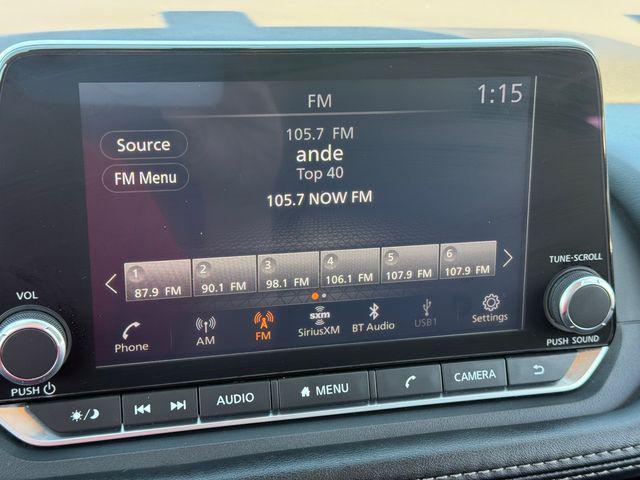 FM
1:15
105.7 FM
Source
ande
Top 40
FM Menu
105.7 NOW FM
1 2 3 4 5 6
87.9 FM 90.1 FM 98.1 FM 106.1 FM 107.9 FM 107.9 FM
Phone AM FM sxm SiriusXM BT Audio USB1 Settings
TUNE·SCROLL
PUSH SOUND
VOL
PUSH
AUDIO MENU CAMERA